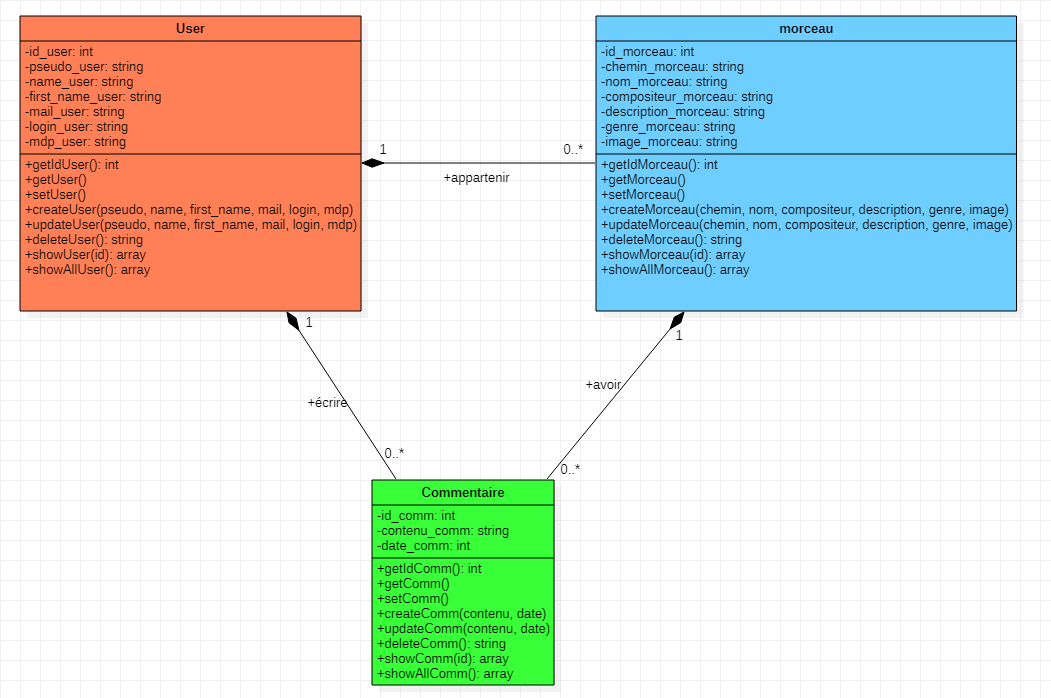 User
-id_user: int
-pseudo_user: string
-name_user: string
-first_name_user: string
-mail_user: string
-login_user: string
-mdp_user: string
+getIdUser(): int
+getUser()
+setUser()
+createUser(pseudo, name, first_name, mail, login, mdp)
+updateUser(pseudo, name, first_name, mail, login, mdp)
+deleteUser(): string
+showUser(id): array
+showAllUser(): array
1
0..*
+appartenir
morceau
-id_morceau: int
-chemin_morceau: string
-nom_morceau: string
-compositeur_morceau: string
-description_morceau: string
-genre_morceau: string
-image_morceau: string
+getIdMorceau(): int
+getMorceau()
+setMorceau()
+createMorceau(chemin, nom, compositeur, description, genre, image)
+updateMorceau(chemin, nom, compositeur, description, genre, image)
+deleteMorceau(): string
+showMorceau(id): array
+showAllMorceau(): array
1
+écrire
0..*
1
+avoir
0..*
Commentaire
-id_comm: int
-contenu_comm: string
-date_comm: int
+getIdComm(): int
+getComm()
+setComm()
+createComm(contenu, date)
+updateComm(contenu, date)
+deleteComm(): string
+showComm(id): array
+showAllComm(): array